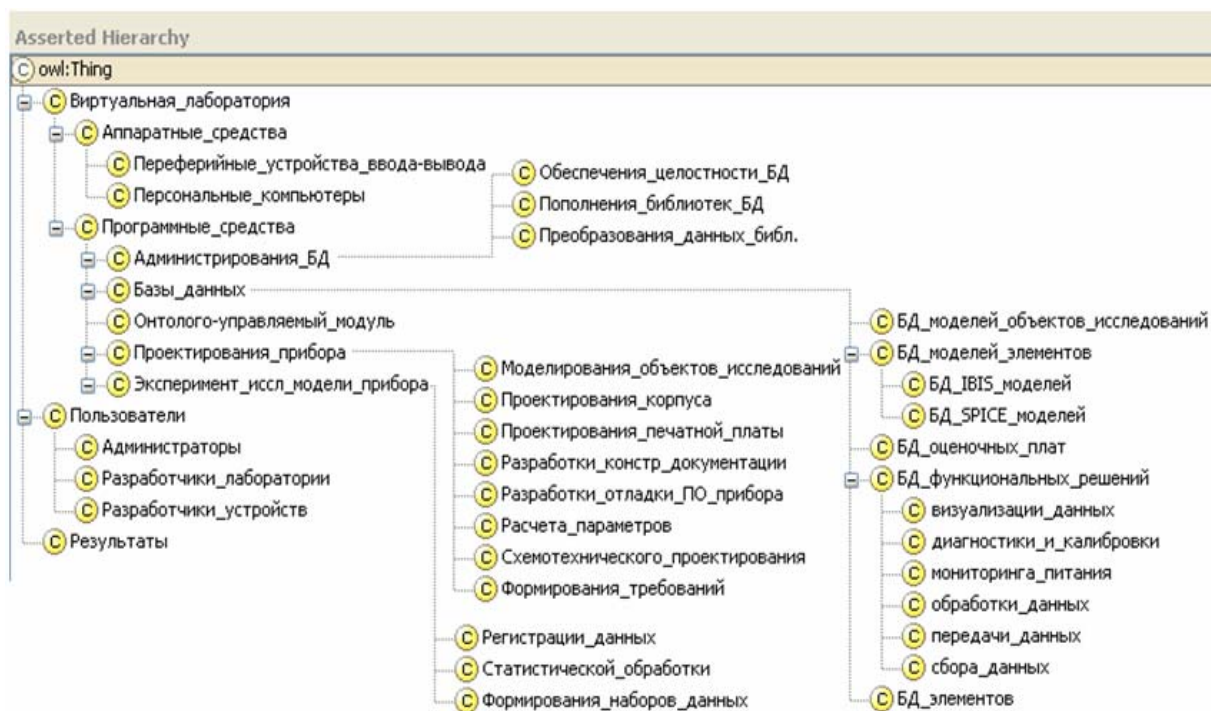 Asserted Hierarchy
owl:Thing
Виртуальная_лаборатория
Аппаратные_средства
Переферийные_устройства_ввода-вывода
Персональные_компьютеры
Программные_средства
Администрирования_БД
Обеспечения_целостности_БД
Пополнения_библиотек_БД
Преобразования_данных_библ.
Базы_данных
Онтолого-управляемый_модуль
Проектирования_прибора
Эксперимент_иссл_модели_прибора
Пользователи
Администраторы
Разработчики_лаборатории
Разработчики_устройств
Результаты
Моделирования_объектов_исследований
Проектирования_корпуса
Проектирования_печатной_платы
Разработки_констр_документации
Разработки_отладки_ПО_прибора
Расчета_параметров
Схемотехнического_проектирования
Формирования_требований
Регистрации_данных
Статистической_обработки
Формирования_наборов_данных
БД_моделей_объектов_исследований
БД_моделей_элементов
БД_IBIS_моделей
БД_SPICE_моделей
БД_оценочных_плат
БД_функциональных_решений
визуализации_данных
диагностики_и_калибровки
мониторинга_питания
обработки_данных
передачи_данных
сбора_данных
БД_элементов